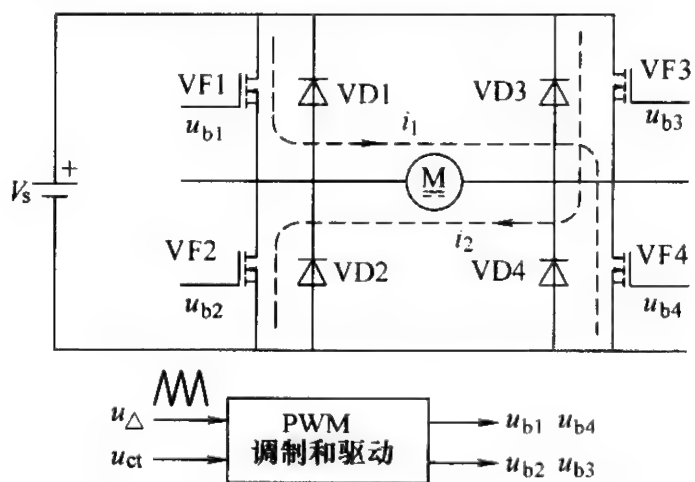 VF1 VD1 VD3 VF3
u_b1 i_1 u_b3
+
V_s M
VF2 i_2 VF4
VD2 VD4
u_b2 u_b4
u_△ PWM u_b1 u_b4
u_ct 调制和驱动 u_b2 u_b3